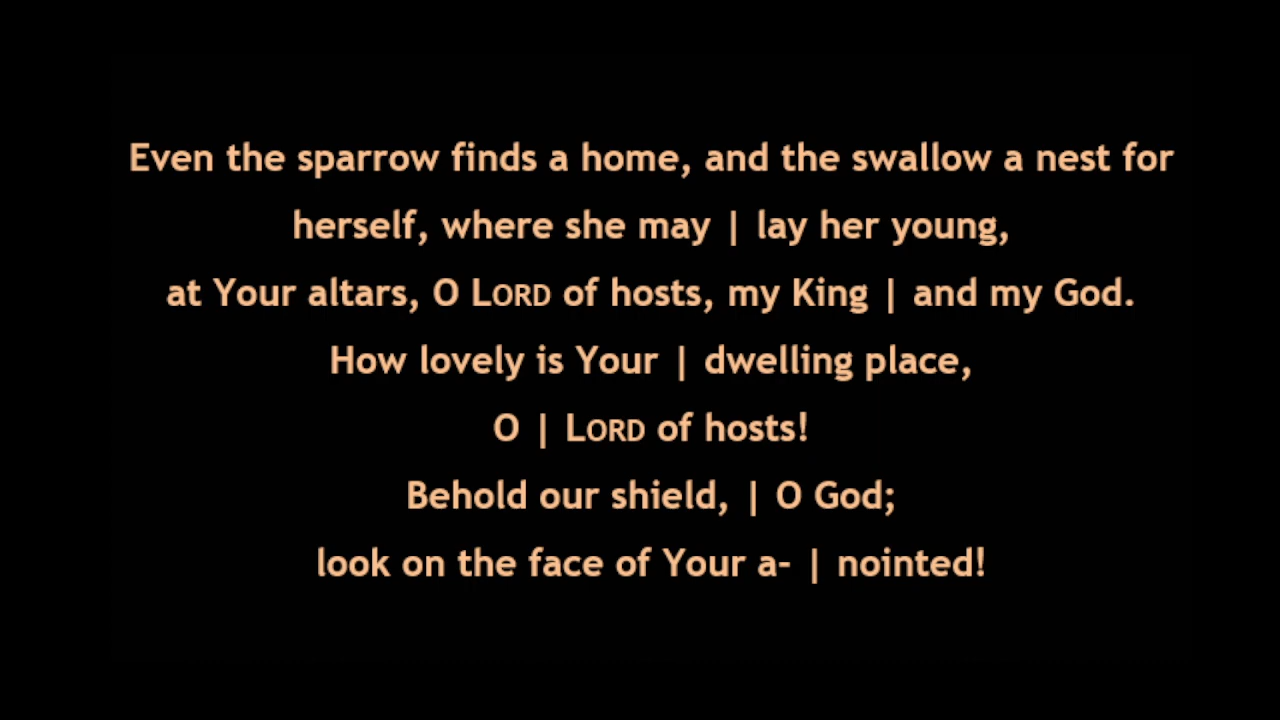 Even the sparrow finds a home, and the swallow a nest for
herself, where she may | lay her young,
at Your altars, O LORD of hosts, my King | and my God.
How lovely is Your | dwelling place,
O | LORD of hosts!
Behold our shield, | O God;
look on the face of Your a- | nointed!